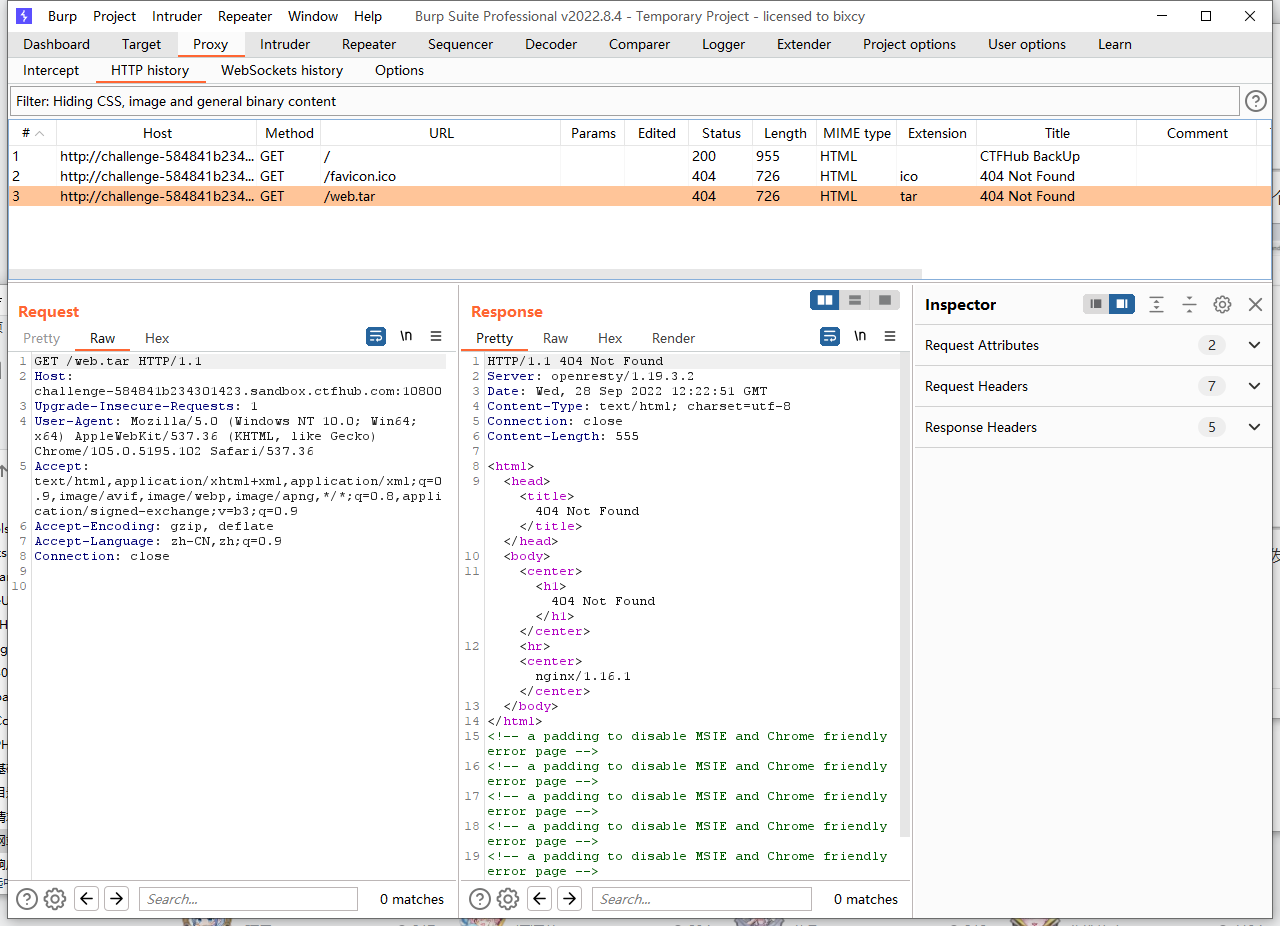 Burp Project Intruder Repeater Window Help Burp Suite Professional v2022.8.4 - Temporary Project - licensed to bixcy
Dashboard Target Proxy Intruder Repeater Sequencer Decoder Comparer Logger Extender Project options User options Learn
Intercept HTTP history WebSockets history Options
Filter: Hiding CSS, image and general binary content
# Host Method URL Params Edited Status Length MIME type Extension Title Comment
1 http://challenge-584841b234... GET / 200 955 HTML CTFHub BackUp
2 http://challenge-584841b234... GET /favicon.ico 404 726 HTML ico 404 Not Found
3 http://challenge-584841b234... GET /web.tar 404 726 HTML tar 404 Not Found
Request
Pretty Raw Hex
\n
1 GET /web.tar HTTP/1.1
2 Host:
challenge-584841b234301423.sandbox.ctfhub.com:10800
3 Upgrade-Insecure-Requests: 1
4 User-Agent: Mozilla/5.0 (Windows NT 10.0; Win64;
x64) AppleWebKit/537.36 (KHTML, like Gecko)
Chrome/105.0.5195.102 Safari/537.36
5 Accept:
text/html,application/xhtml+xml,application/xml;q=0
.9,image/avif,image/webp,image/apng,*/*;q=0.8,appli
cation/signed-exchange;v=b3;q=0.9
6 Accept-Encoding: gzip, deflate
7 Accept-Language: zh-CN,zh;q=0.9
8 Connection: close
9
10
Search... 0 matches
Response
Pretty Raw Hex Render
\n
1 HTTP/1.1 404 Not Found
2 Server: openresty/1.19.3.2
3 Date: Wed, 28 Sep 2022 12:22:51 GMT
4 Content-Type: text/html; charset=utf-8
5 Connection: close
6 Content-Length: 555
7
8 <html>
9 <head>
<title>
404 Not Found
</title>
</head>
10 <body>
11 <center>
<h1>
404 Not Found
</h1>
</center>
12 <hr>
<center>
nginx/1.16.1
</center>
13 </body>
14 </html>
15 <!-- a padding to disable MSIE and Chrome friendly
error page -->
16 <!-- a padding to disable MSIE and Chrome friendly
error page -->
17 <!-- a padding to disable MSIE and Chrome friendly
error page -->
18 <!-- a padding to disable MSIE and Chrome friendly
error page -->
19 <!-- a padding to disable MSIE and Chrome friendly
error page -->
Search... 0 matches
Inspector
Request Attributes 2
Request Headers 7
Response Headers 5